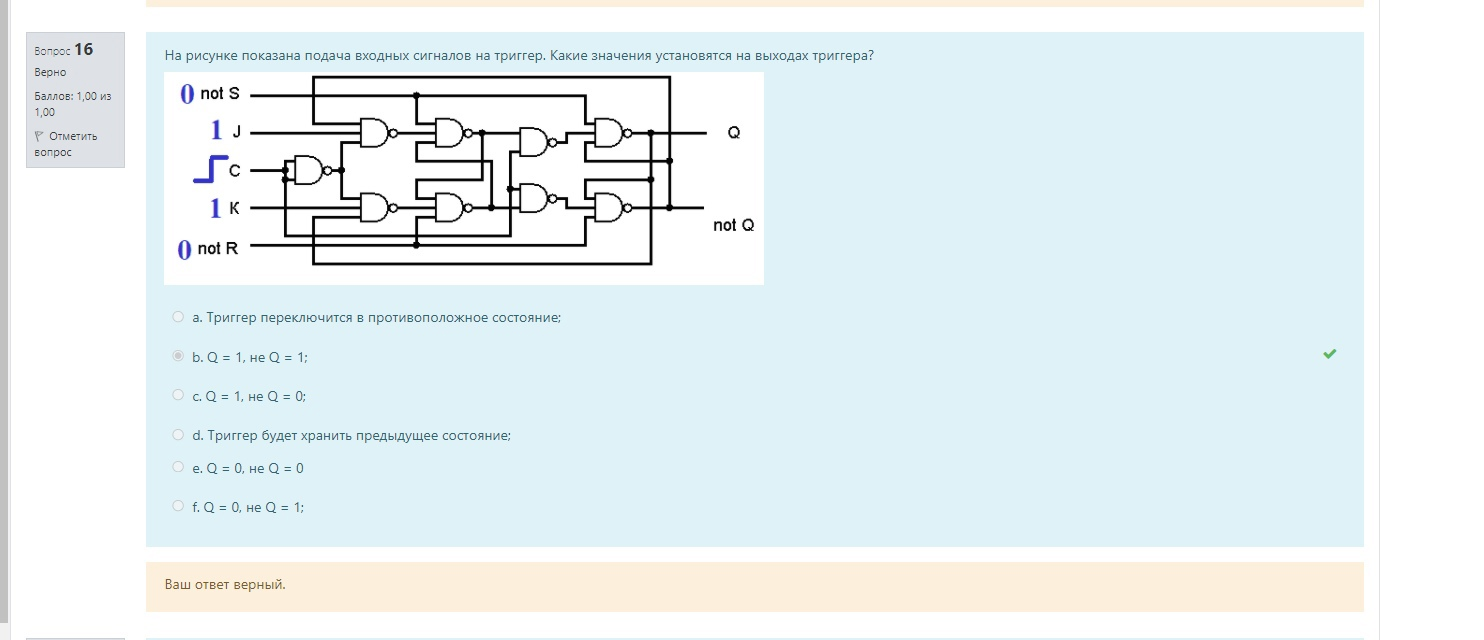 Вопрос 16
Верно
Баллов: 1,00 из
1,00
Отметить
вопрос
На рисунке показана подача входных сигналов на триггер. Какие значения установятся на выходах триггера?
0 not S
1 J
C
1 K
0 not R
Q
not Q
a. Триггер переключится в противоположное состояние;
b. Q = 1, не Q = 1;
c. Q = 1, не Q = 0;
d. Триггер будет хранить предыдущее состояние;
e. Q = 0, не Q = 0
f. Q = 0, не Q = 1;
Ваш ответ верный.